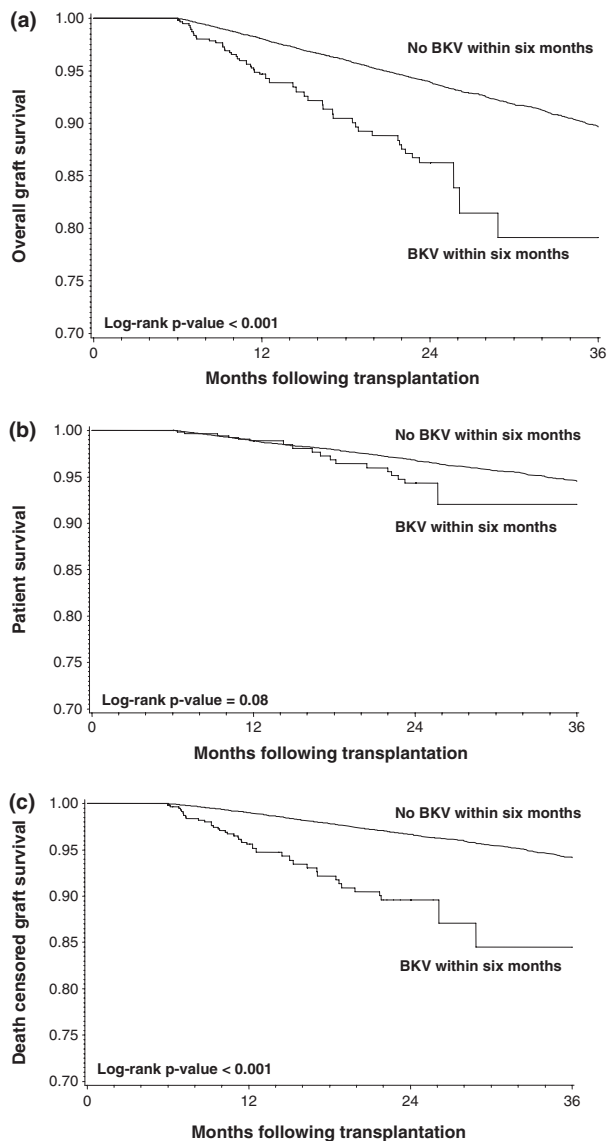 (a)
1.00
No BKV within six months
0.95
0.90
0.85
0.80
BKV within six months
0.75
0.70
Log-rank p-value < 0.001
Overall graft survival
0 12 24 36
Months following transplantation
(b)
1.00
No BKV within six months
0.95
BKV within six months
0.90
0.85
0.80
0.75
0.70
Log-rank p-value = 0.08
Patient survival
0 12 24 36
Months following transplantation
(c)
1.00
No BKV within six months
0.95
0.90
0.85
BKV within six months
0.80
0.75
0.70
Log-rank p-value < 0.001
Death censored graft survival
0 12 24 36
Months following transplantation